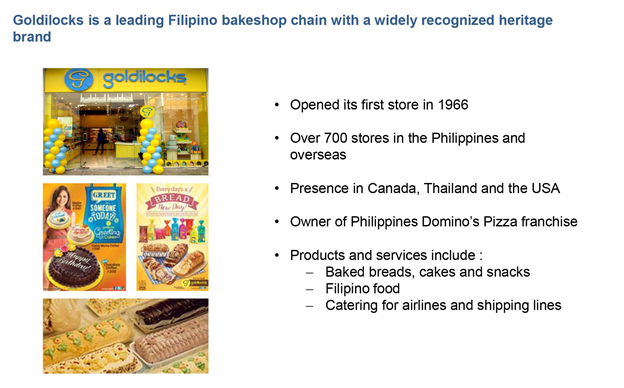 Goldilocks is a leading Filipino bakeshop chain with a widely recognized heritage
brand
goldilocks
• Opened its first store in 1966
• Over 700 stores in the Philippines and
overseas
• Presence in Canada, Thailand and the USA
• Owner of Philippines Domino's Pizza franchise
• Products and services include :
– Baked breads, cakes and snacks
– Filipino food
– Catering for airlines and shipping lines
GREET
SOMEONE
TODAY
Greeting
Happy Birthday
Everyday's a
BREAD
New Day!
goldilocks